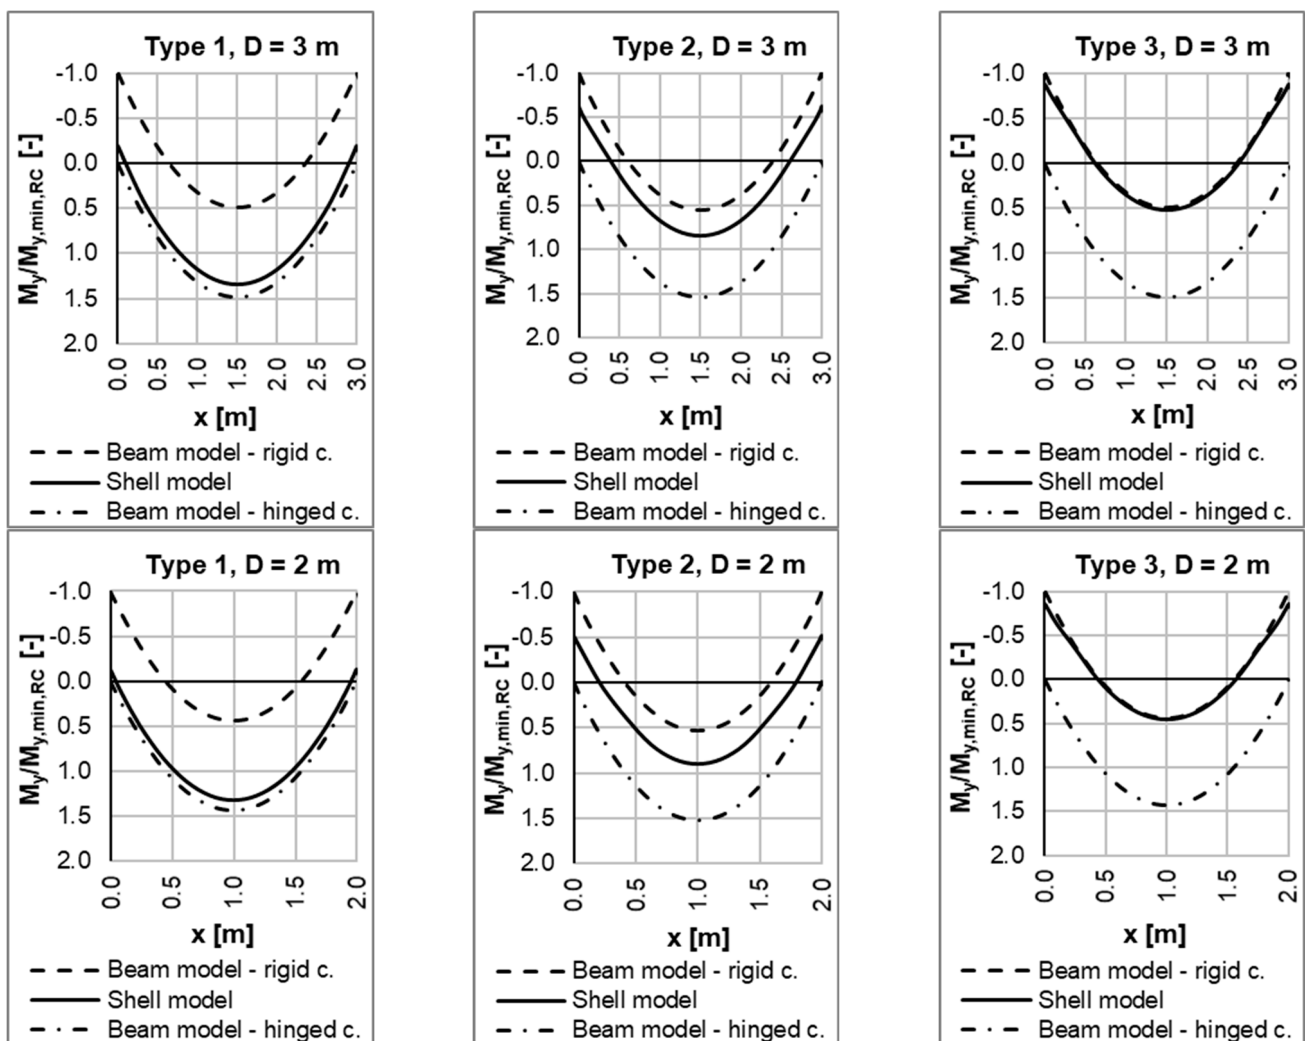 Type 1, D = 3 m
-1.0
-0.5
0.0
0.5
1.0
1.5
2.0
My/My,min,RC [-]
0.0 0.5 1.0 1.5 2.0 2.5 3.0
x [m]
Beam model - rigid c.
Shell model
Beam model - hinged c.
Type 2, D = 3 m
-1.0
-0.5
0.0
0.5
1.0
1.5
2.0
My/My,min,RC [-]
0.0 0.5 1.0 1.5 2.0 2.5 3.0
x [m]
Beam model - rigid c.
Shell model
Beam model - hinged c.
Type 3, D = 3 m
-1.0
-0.5
0.0
0.5
1.0
1.5
2.0
My/My,min,RC [-]
0.0 0.5 1.0 1.5 2.0 2.5 3.0
x [m]
Beam model - rigid c.
Shell model
Beam model - hinged c.
Type 1, D = 2 m
-1.0
-0.5
0.0
0.5
1.0
1.5
2.0
My/My,min,RC [-]
0.0 0.5 1.0 1.5 2.0
x [m]
Beam model - rigid c.
Shell model
Beam model - hinged c.
Type 2, D = 2 m
-1.0
-0.5
0.0
0.5
1.0
1.5
2.0
My/My,min,RC [-]
0.0 0.5 1.0 1.5 2.0
x [m]
Beam model - rigid c.
Shell model
Beam model - hinged c.
Type 3, D = 2 m
-1.0
-0.5
0.0
0.5
1.0
1.5
2.0
My/My,min,RC [-]
0.0 0.5 1.0 1.5 2.0
x [m]
Beam model - rigid c.
Shell model
Beam model - hinged c.